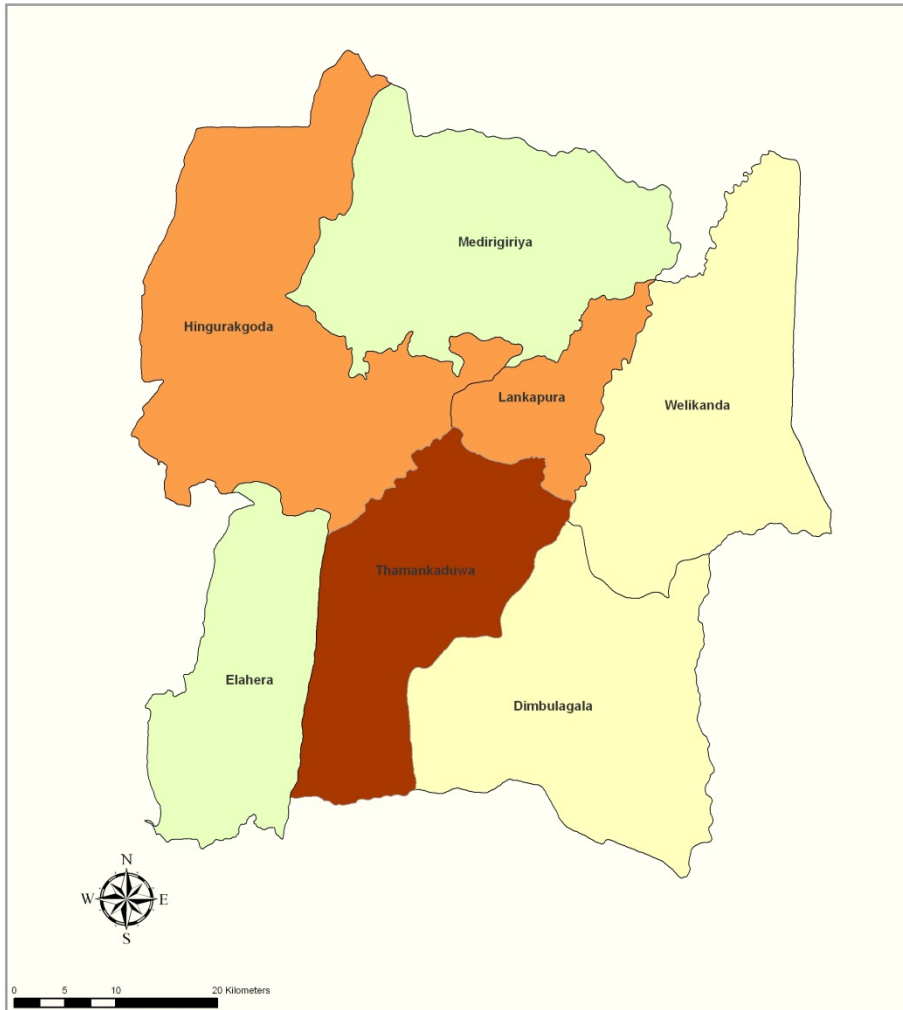 Medirigiriya
Hingurakgoda
Lankapura
Welikanda
Thamankaduwa
Elahera
Dimbulagala
N
W E
S
0 5 10 20 Kilometers